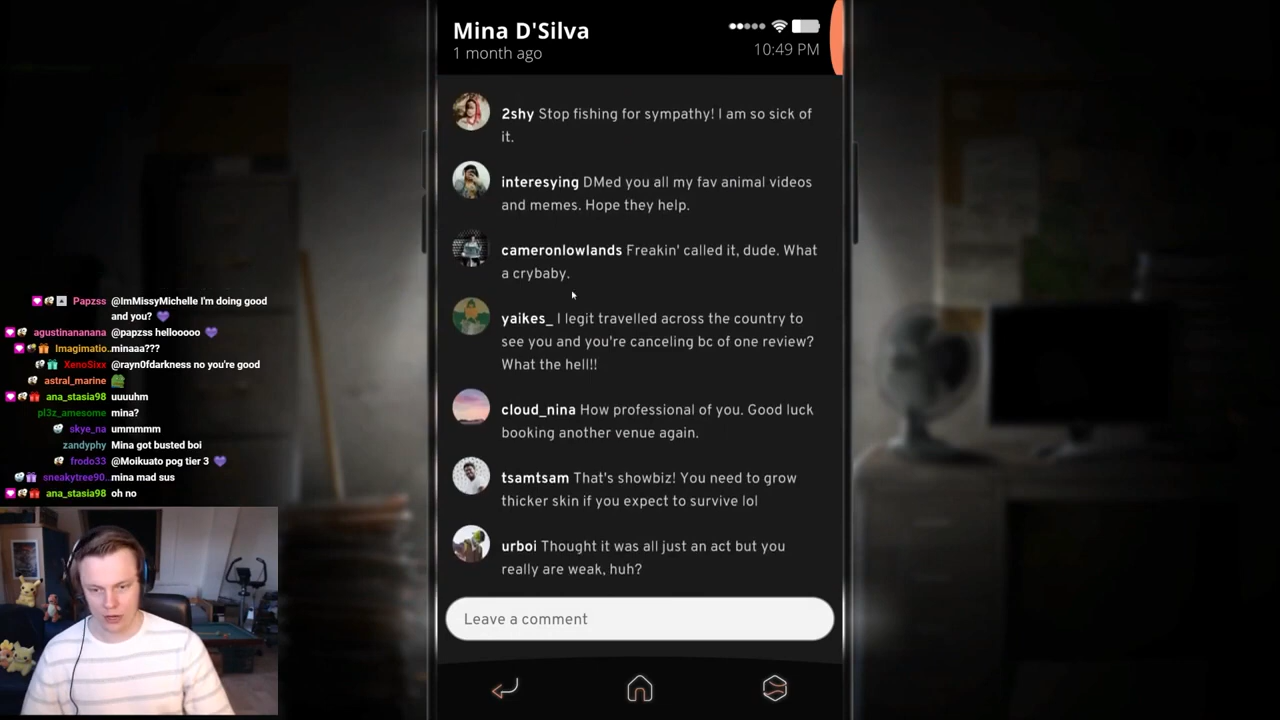 Mina D'Silva
1 month ago
10:49 PM
2shy Stop fishing for sympathy! I am so sick of
it.
interesying DMed you all my fav animal videos
and memes. Hope they help.
cameronlowlands Freakin' called it, dude. What
a crybaby.
yaikes_ I legit travelled across the country to
see you and you're canceling bc of one review?
What the hell!!
cloud_nina How professional of you. Good luck
booking another venue again.
tsamtsam That's showbiz! You need to grow
thicker skin if you expect to survive lol
urboi Thought it was all just an act but you
really are weak, huh?
Leave a comment
Papzss @ImMissyMichelle I'm doing good
and you?
agustinananana @papzss hellooooo
Imaginatio.. minaaa???
XenoSixx @rayn0fdarkness no you're good
astral_marine
ana_stasia98 uuuuhm
pl3z_amesome mina?
skye_na ummmmm
zandyphy Mina got busted boi
frodo33 @Moikuato pog tier 3
sneakytree90.. mina mad sus
ana_stasia98 oh no